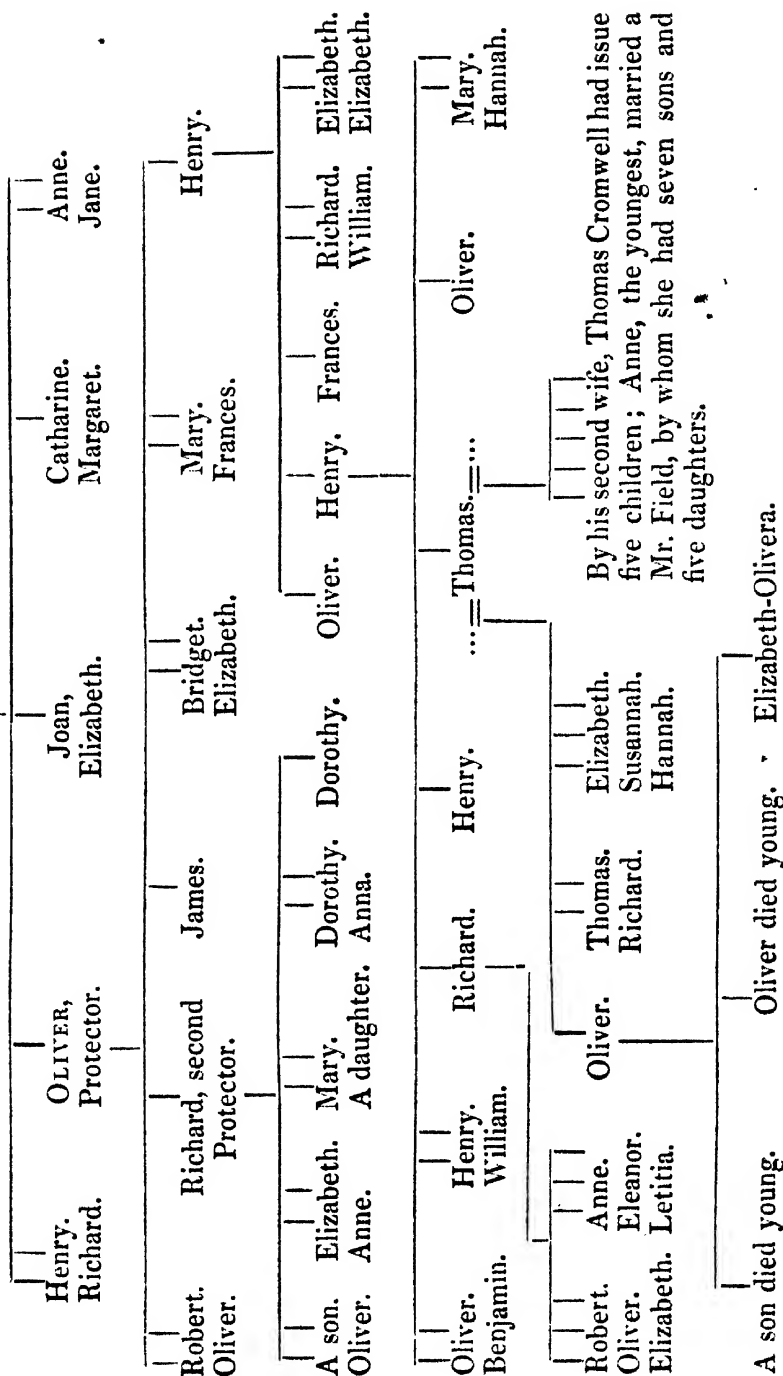 Henry. OLIVER, Joan, Catharine. Anne.
Richard. Protector. Elizabeth. Margaret. Jane.
Robert. Richard, second James. Bridget. Mary. Henry.
Oliver. Protector. Elizabeth. Frances.
A son. Elizabeth. Mary. Dorothy. Dorothy. Oliver. Henry. Frances. Richard. Elizabeth.
Oliver. Anne. A daughter. Anna. William. Elizabeth.
Oliver. Henry. Richard. Henry. ...=Thomas.=... Oliver. Mary.
Benjamin. William. Hannah.
Robert. Anne. Oliver. Thomas. Elizabeth. By his second wife, Thomas Cromwell had issue
Oliver. Eleanor. Richard. Susannah. five children; Anne, the youngest, married a
Elizabeth. Letitia. Hannah. Mr. Field, by whom she had seven sons and
five daughters.
A son died young. Oliver died young. Elizabeth-Olivera.